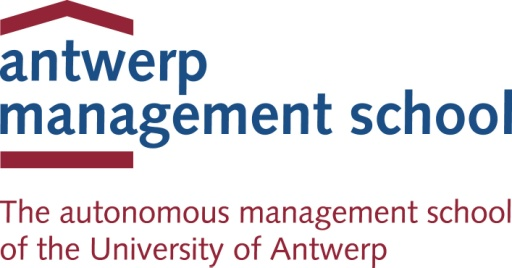 antwerp
management school
The autonomous management school
of the University of Antwerp